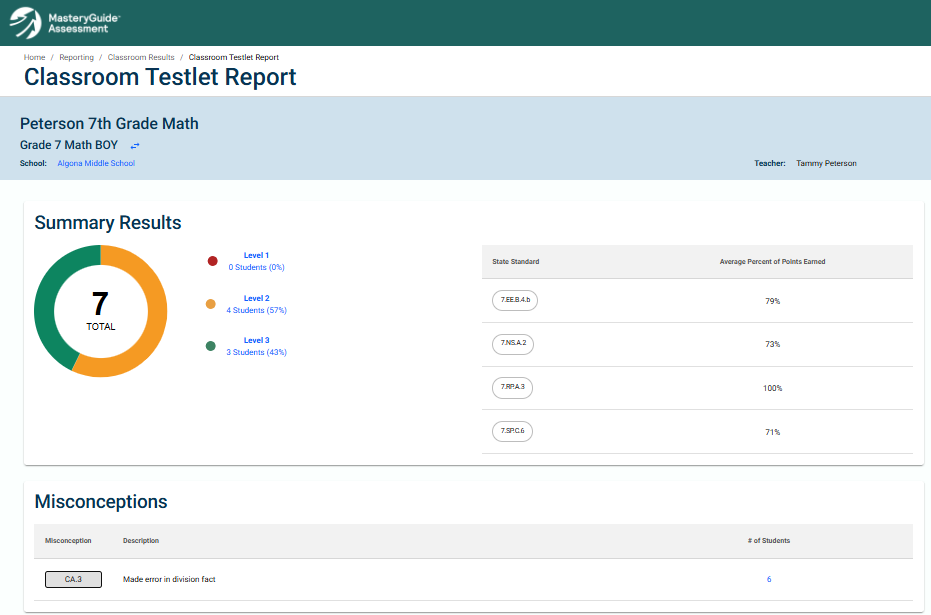 MasteryGuide™
Assessment
Home / Reporting / Classroom Results / Classroom Testlet Report
Classroom Testlet Report
Peterson 7th Grade Math
Grade 7 Math BOY
School: Algona Middle School
Teacher: Tammy Peterson
Summary Results
7
TOTAL
Level 1
0 Students (0%)
Level 2
4 Students (57%)
Level 3
3 Students (43%)
State Standard Average Percent of Points Earned
7.EE.B.4.b 79%
7.NS.A.2 73%
7.RP.A.3 100%
7.SP.C.6 71%
Misconceptions
Misconception Description # of Students
CA.3 Made error in division fact 6